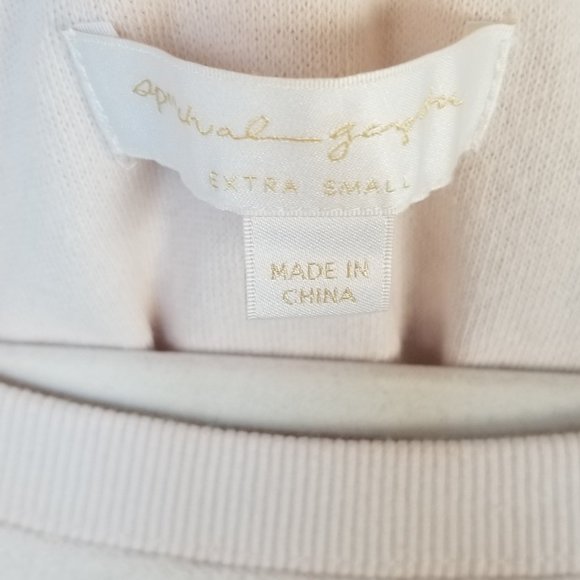 spiritual gangster
EXTRA SMALL
MADE IN
CHINA